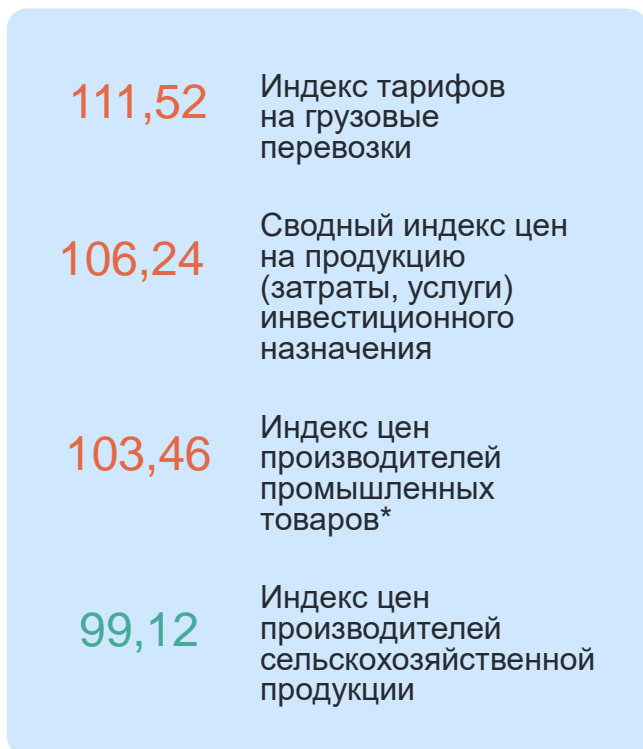 111,52
Индекс тарифов
на грузовые
перевозки
106,24
Сводный индекс цен
на продукцию
(затраты, услуги)
инвестиционного
назначения
103,46
Индекс цен
производителей
промышленных
товаров*
99,12
Индекс цен
производителей
сельскохозяйственной
продукции